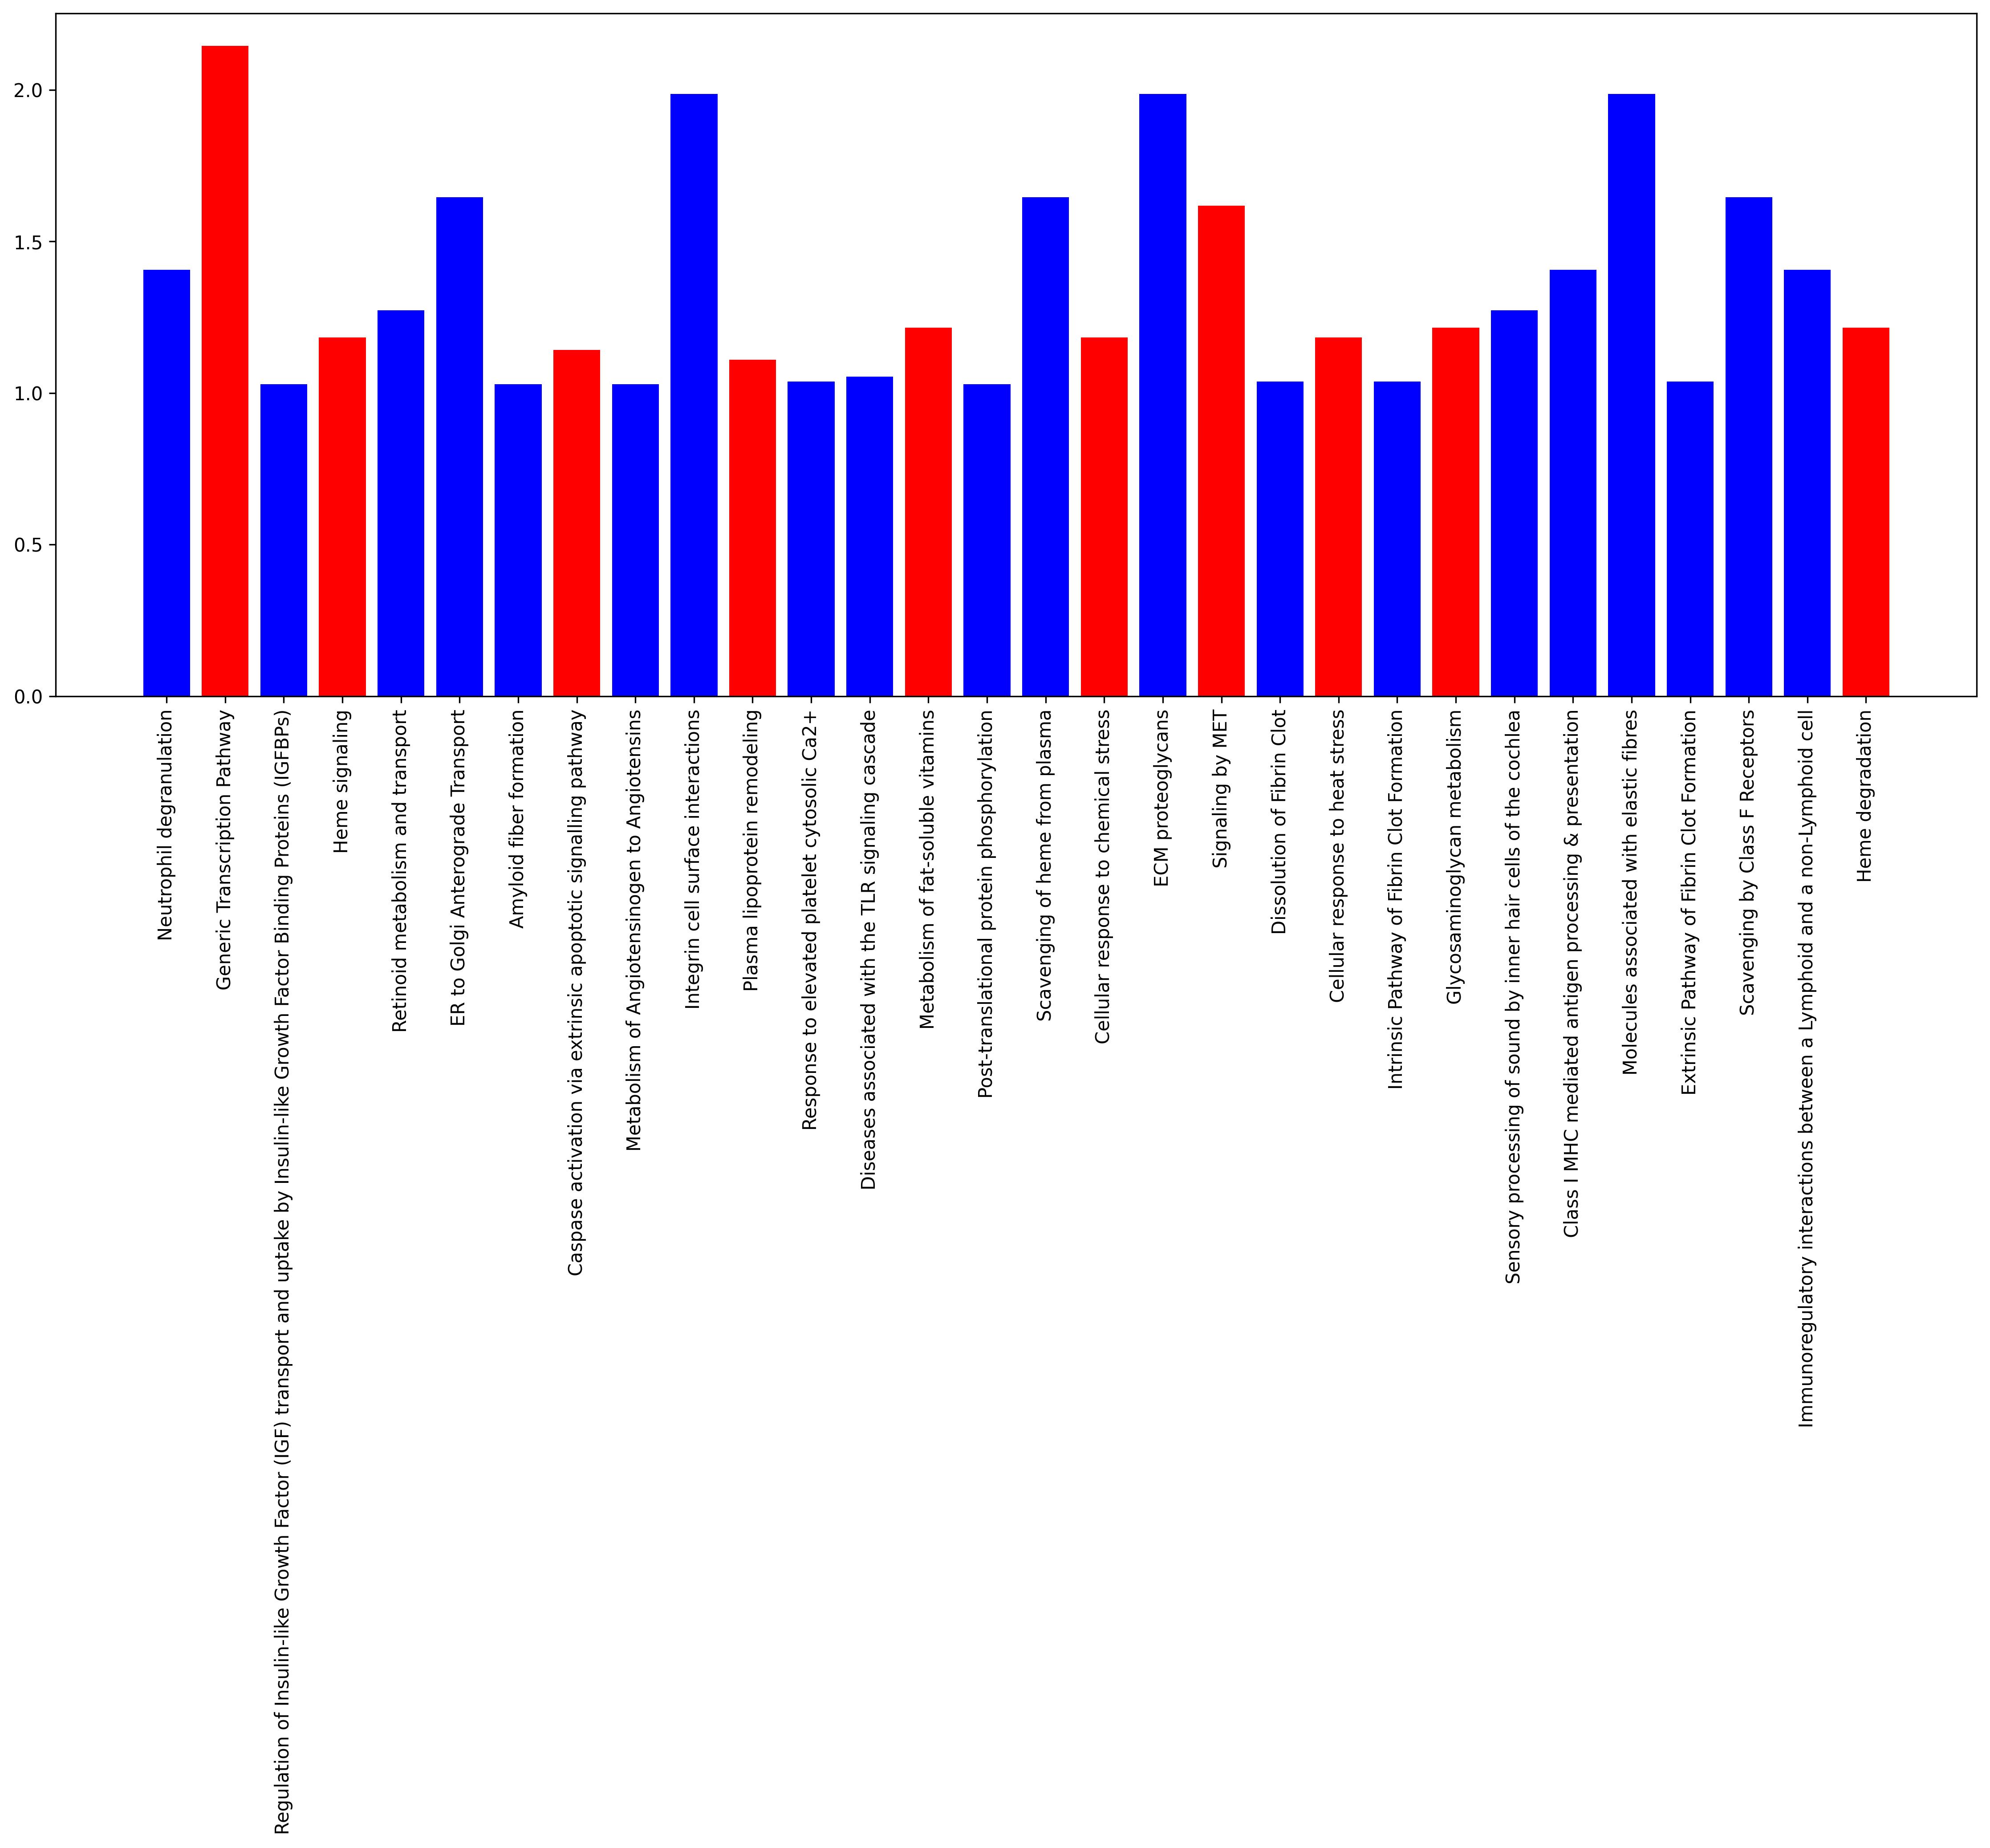 2.0
1.5
1.0
0.5
0.0
Neutrophil degranulation
Generic Transcription Pathway
Regulation of Insulin-like Growth Factor (IGF) transport and uptake by Insulin-like Growth Factor Binding Proteins (IGFBPs)
Heme signaling
Retinoid metabolism and transport
ER to Golgi Anterograde Transport
Amyloid fiber formation
Caspase activation via extrinsic apoptotic signalling pathway
Metabolism of Angiotensinogen to Angiotensins
Integrin cell surface interactions
Plasma lipoprotein remodeling
Response to elevated platelet cytosolic Ca2+
Diseases associated with the TLR signaling cascade
Metabolism of fat-soluble vitamins
Post-translational protein phosphorylation
Scavenging of heme from plasma
Cellular response to chemical stress
ECM proteoglycans
Signaling by MET
Dissolution of Fibrin Clot
Cellular response to heat stress
Intrinsic Pathway of Fibrin Clot Formation
Glycosaminoglycan metabolism
Sensory processing of sound by inner hair cells of the cochlea
Class I MHC mediated antigen processing & presentation
Molecules associated with elastic fibres
Extrinsic Pathway of Fibrin Clot Formation
Scavenging by Class F Receptors
Immunoregulatory interactions between a Lymphoid and a non-Lymphoid cell
Heme degradation